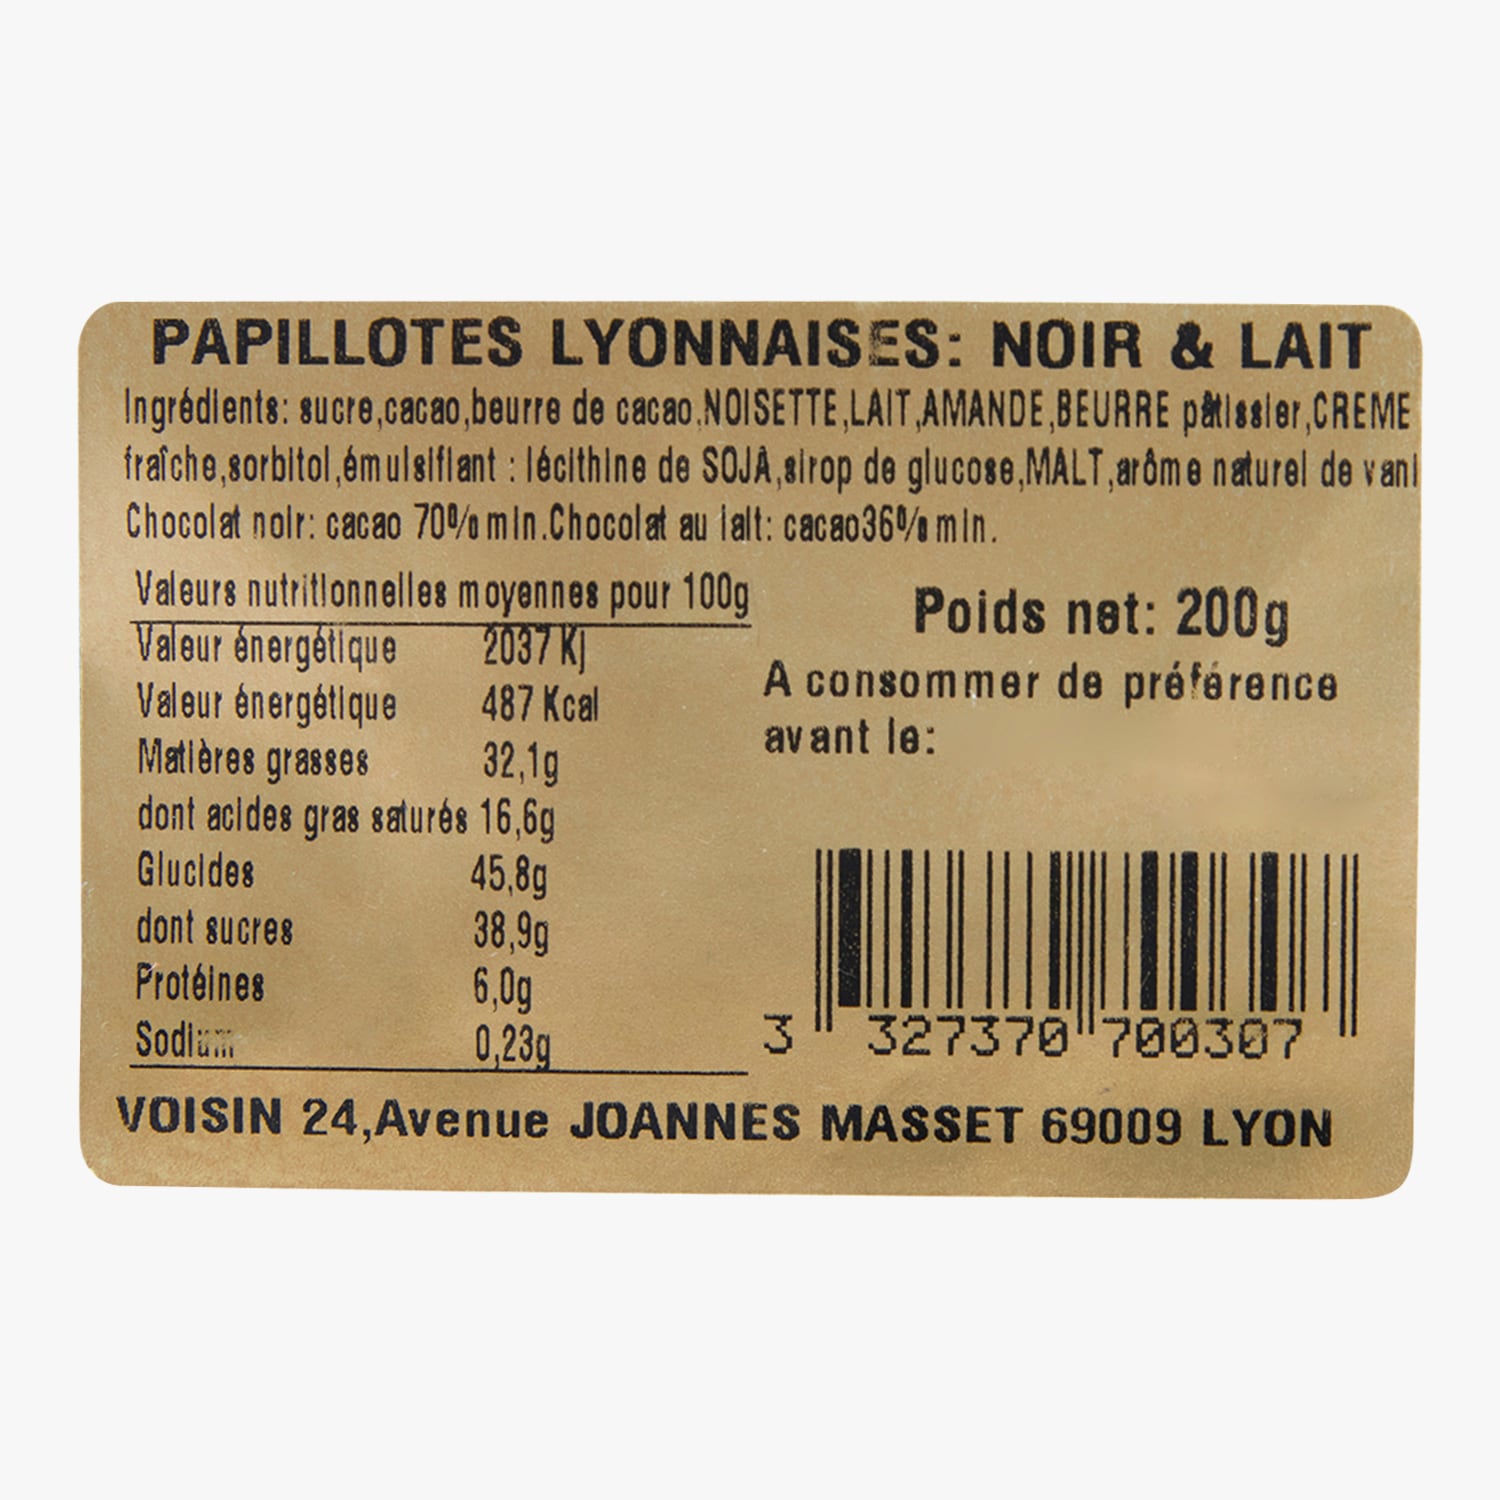 PAPILLOTES LYONNAISES: NOIR & LAIT
Ingrédients: sucre,cacao,beurre de cacao,NOISETTE,LAIT,AMANDE,BEURRE pâtissier,CREME
fraîche,sorbitol,émulsifiant : lécithine de SOJA,sirop de glucose,MALT,arôme naturel de vani
Chocolat noir: cacao 70% min.Chocolat au lait: cacao36% min.
Valeurs nutritionnelles moyennes pour 100g
Valeur énergétique 2037 Kj
Valeur énergétique 487 Kcal
Matières grasses 32,1g
dont acides gras saturés 16,6g
Glucides 45,8g
dont sucres 38,9g
Protéines 6,0g
Sodium 0,23g
Poids net: 200g
A consommer de préférence
avant le:
3 327370 700307
VOISIN 24,Avenue JOANNES MASSET 69009 LYON